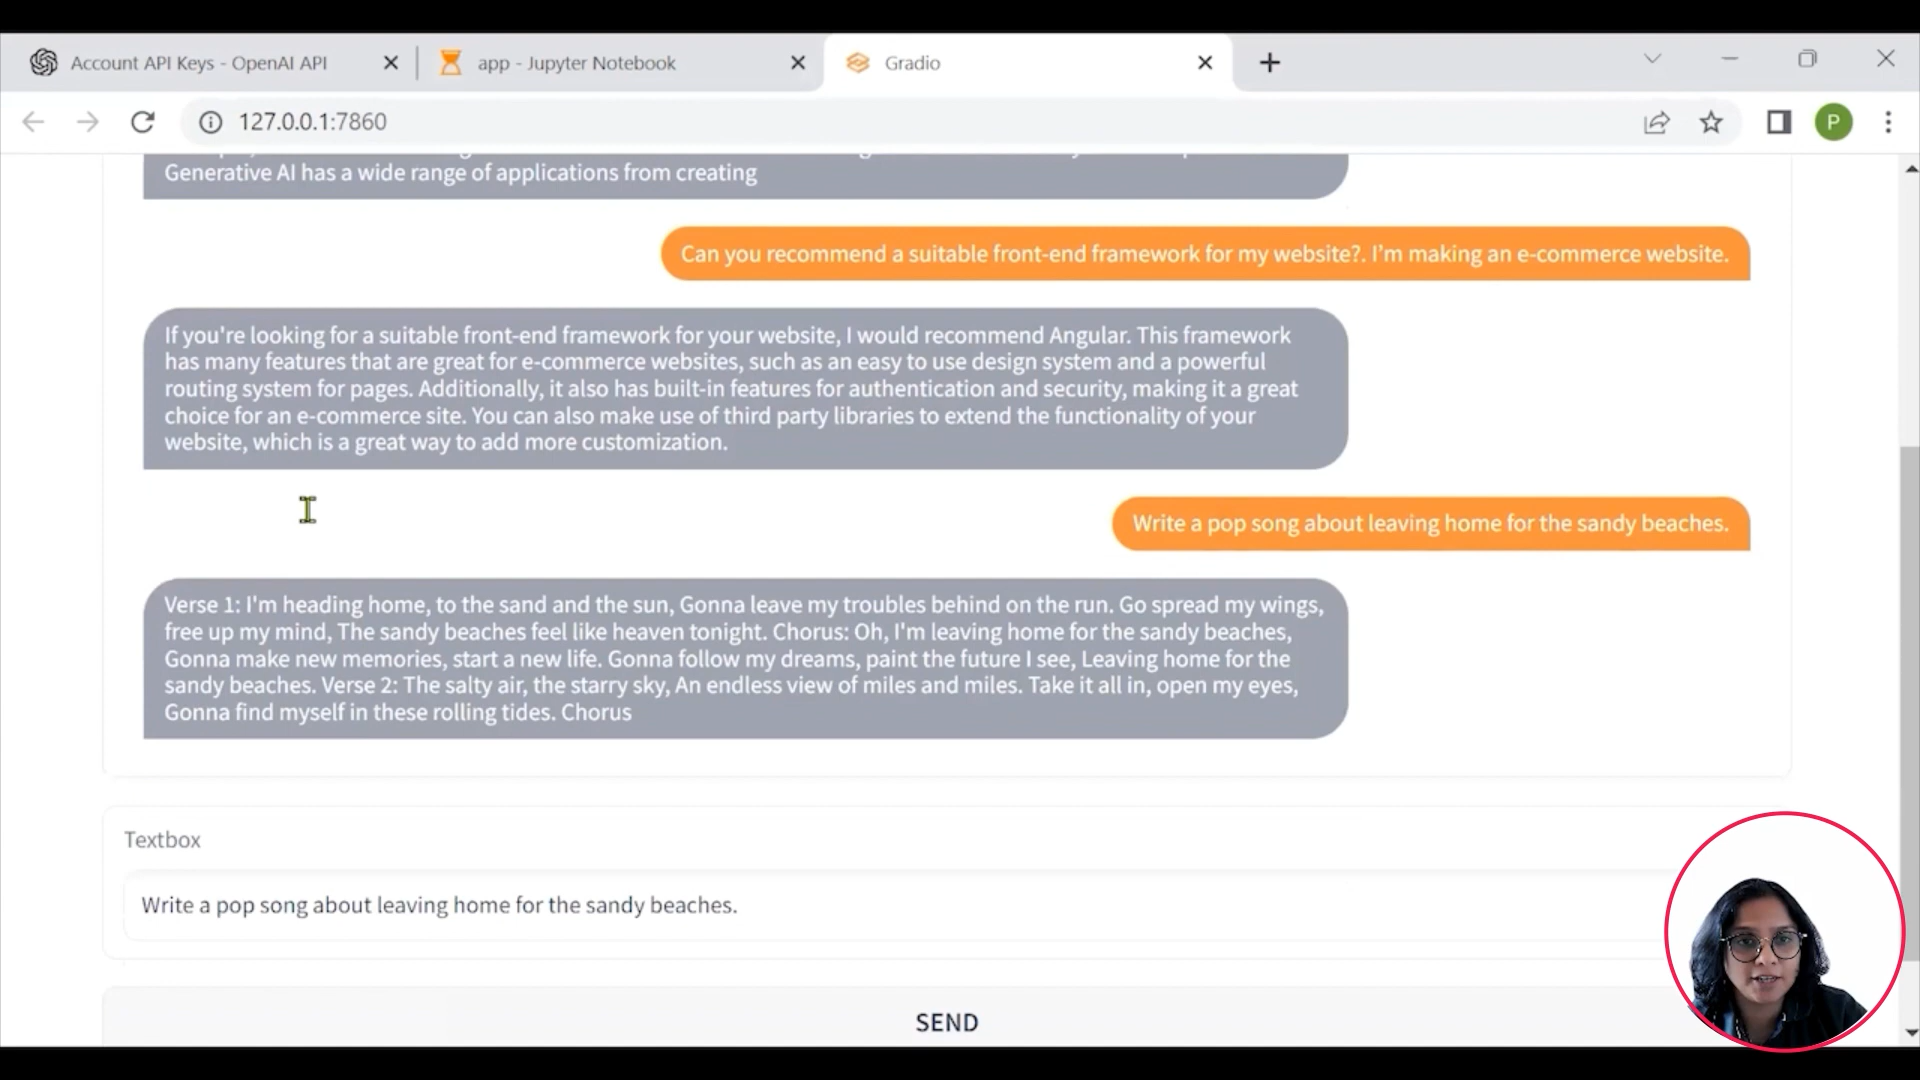 Account API Keys - OpenAI API
app - Jupyter Notebook
Gradio
127.0.0.1:7860
P
Generative AI has a wide range of applications from creating
Can you recommend a suitable front-end framework for my website?. I'm making an e-commerce website.
If you're looking for a suitable front-end framework for your website, I would recommend Angular. This framework
has many features that are great for e-commerce websites, such as an easy to use design system and a powerful
routing system for pages. Additionally, it also has built-in features for authentication and security, making it a great
choice for an e-commerce site. You can also make use of third party libraries to extend the functionality of your
website, which is a great way to add more customization.
Write a pop song about leaving home for the sandy beaches.
Verse 1: I'm heading home, to the sand and the sun, Gonna leave my troubles behind on the run. Go spread my wings,
free up my mind, The sandy beaches feel like heaven tonight. Chorus: Oh, I'm leaving home for the sandy beaches,
Gonna make new memories, start a new life. Gonna follow my dreams, paint the future I see, Leaving home for the
sandy beaches. Verse 2: The salty air, the starry sky, An endless view of miles and miles. Take it all in, open my eyes,
Gonna find myself in these rolling tides. Chorus
Textbox
Write a pop song about leaving home for the sandy beaches.
SEND